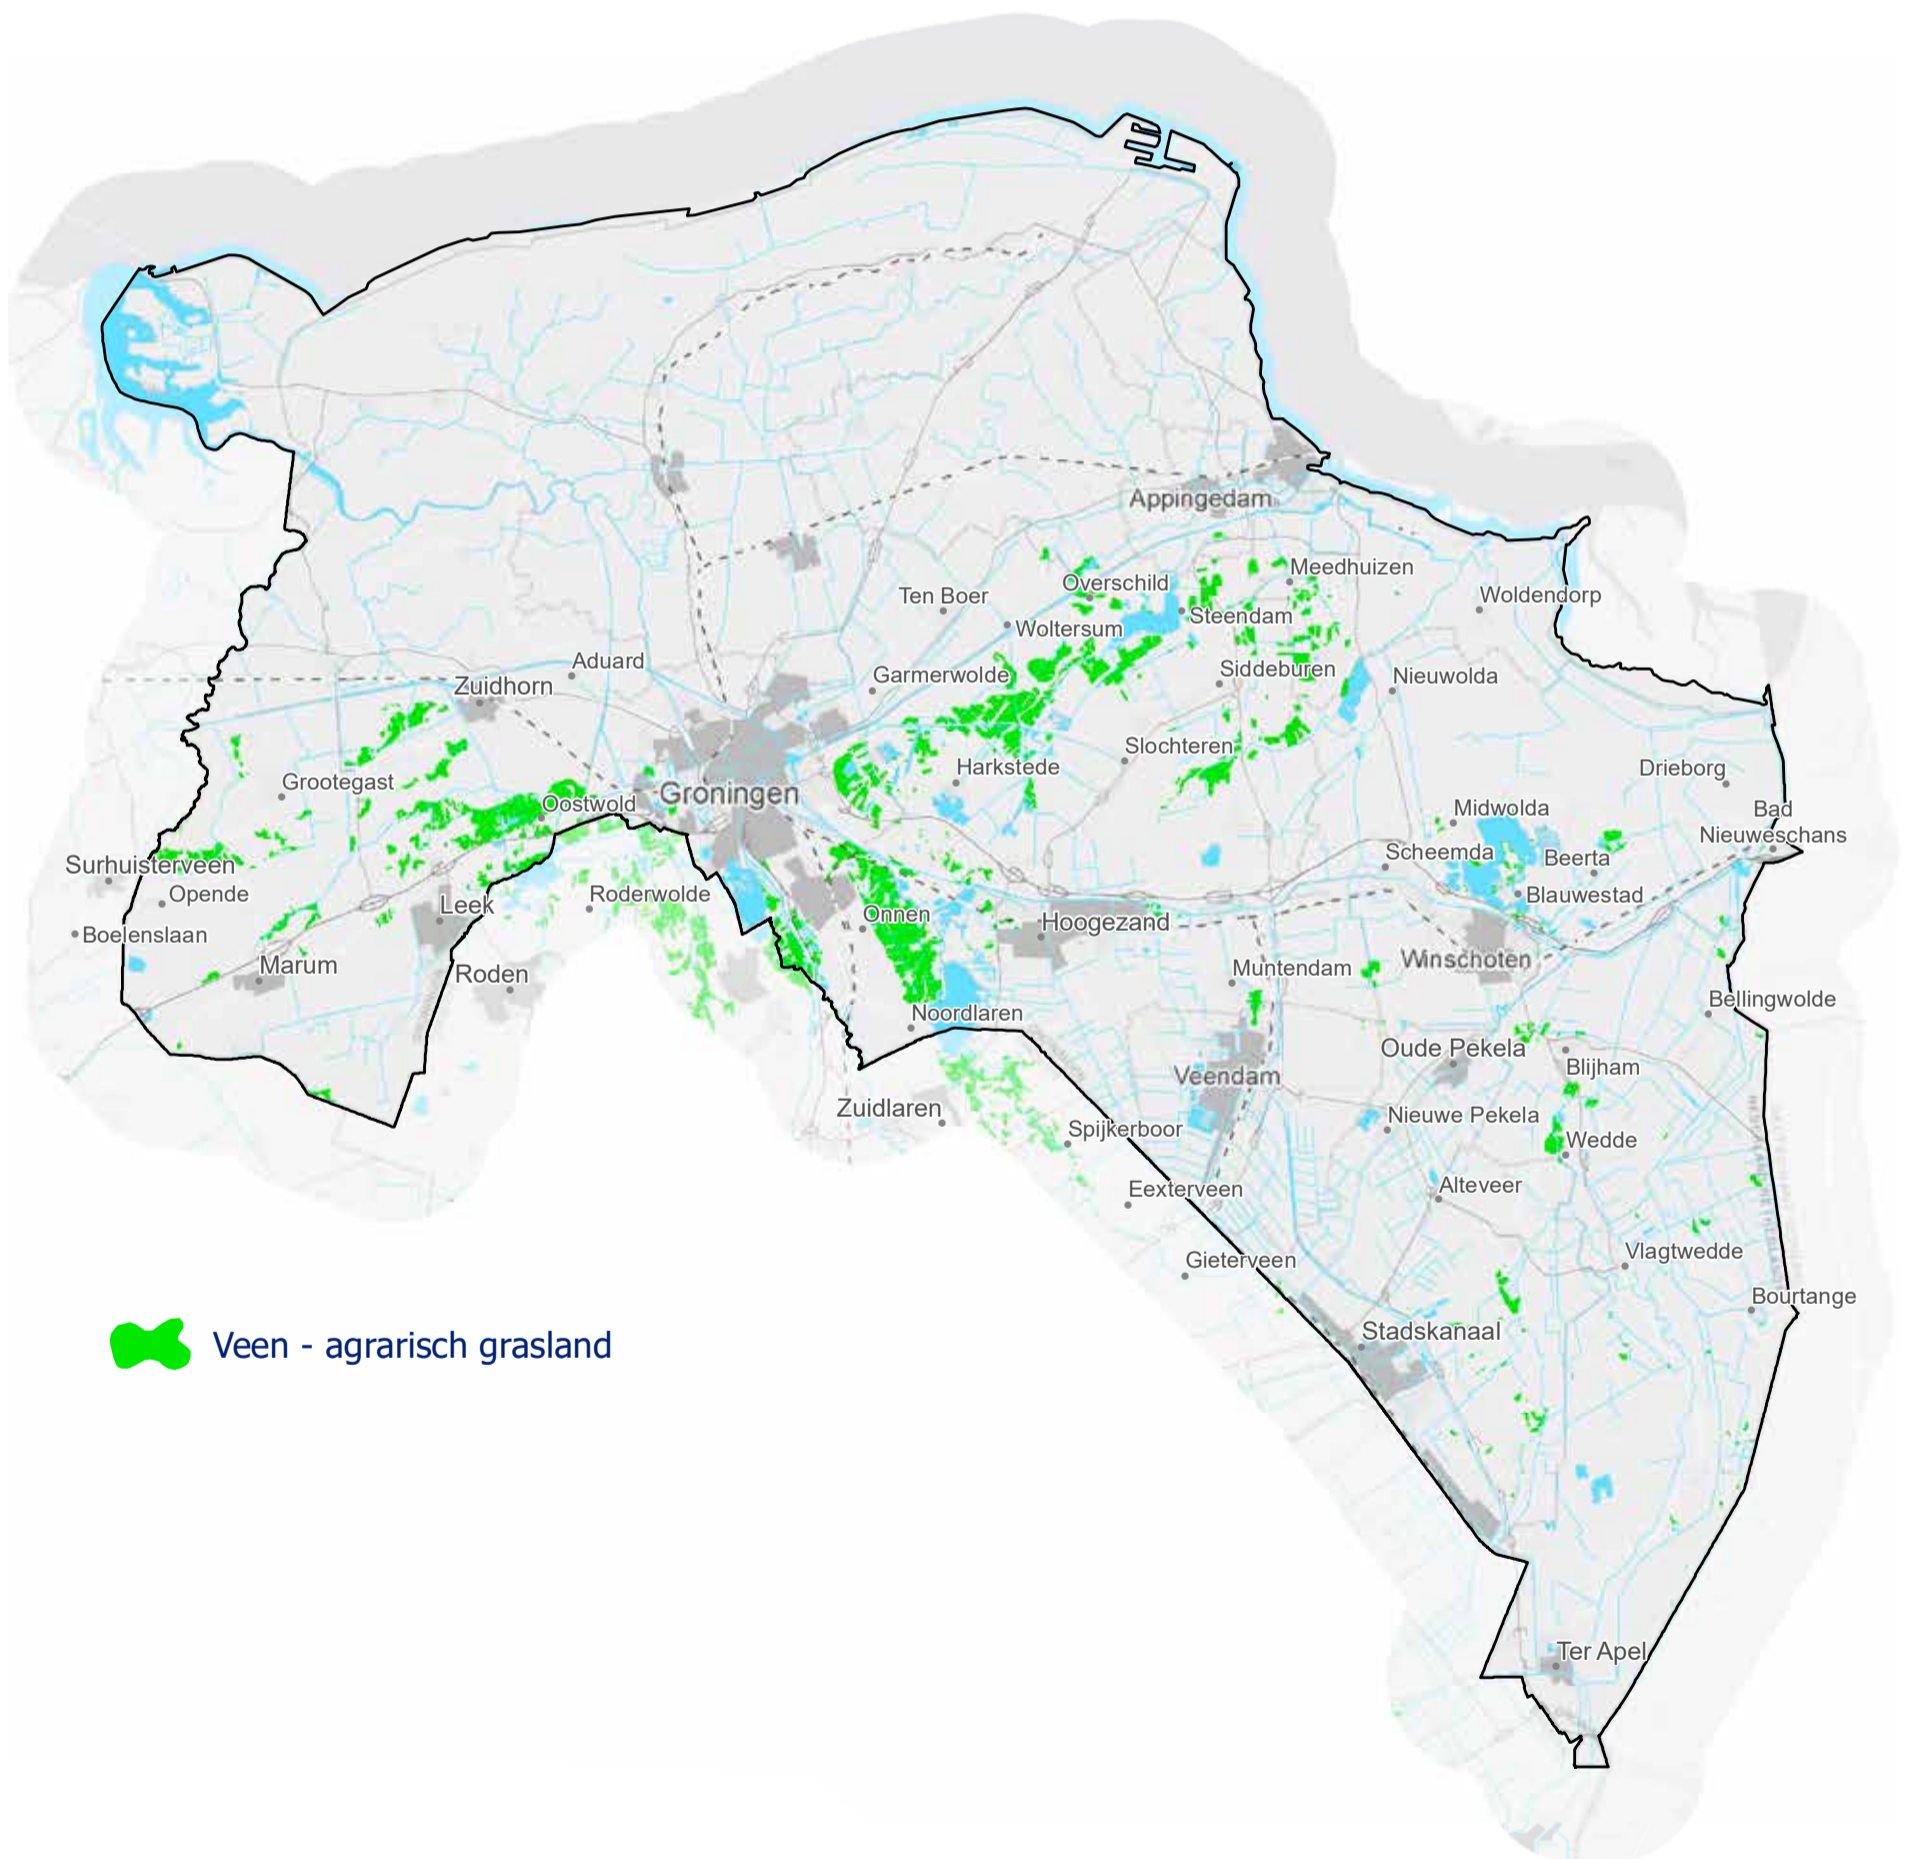 Appingedam
Meedhuizen
Overschild
Ten Boer
Woldendorp
Steendam
Woltersum
Aduard
Siddeburen
Garmerwolde
Nieuwolda
Zuidhorn
Slochteren
Harkstede
Drieborg
Grootegast
Groningen
Oostwold
Midwolda
Bad
Nieuweschans
Scheemda
Beerta
Surhuisterveen
Opende
Roderwolde
Blauwestad
Leek
Onnen
Hoogezand
Boelenslaan
Winschoten
Marum
Muntendam
Roden
Bellingwolde
Noordlaren
Oude Pekela
Blijham
Veendam
Zuidlaren
Nieuwe Pekela
Spijkerboor
Wedde
Alteveer
Eexterveen
Vlagtwedde
Gieterveen
Bourtange
Stadskanaal
Veen - agrarisch grasland
Ter Apel